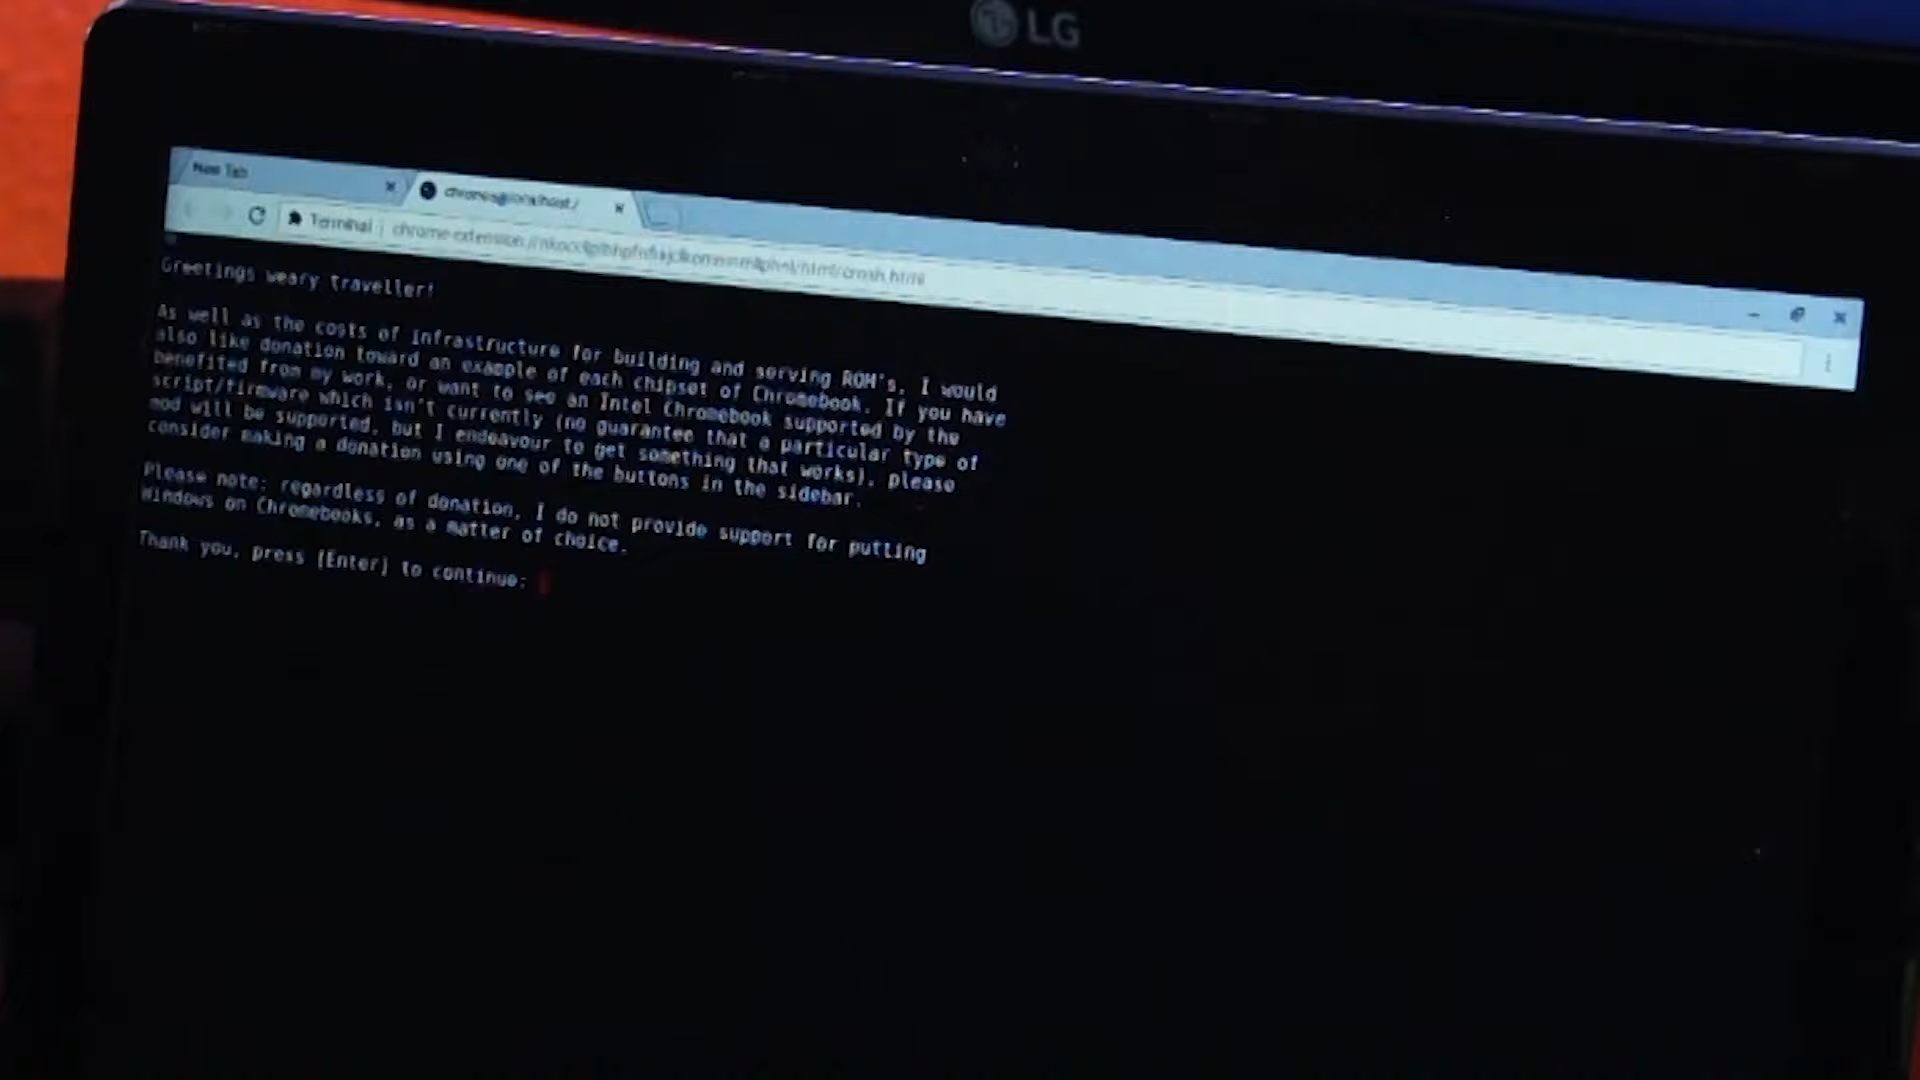 LG
New Tab
chronos@localhost:/
Terminal
Greetings weary traveller!
As well as the costs of infrastructure for building and serving ROM's, I would
also like donation toward an example of each chipset of Chromebook. If you have
benefited from my work, or want to see an Intel Chromebook supported by the
script/firmware which isn't currently (no guarantee that a particular type of
mod will be supported, but I endeavour to get something that works), please
consider making a donation using one of the buttons in the sidebar.
Please note: regardless of donation, I do not provide support for putting
Windows on Chromebooks, as a matter of choice.
Thank you, press [Enter] to continue: